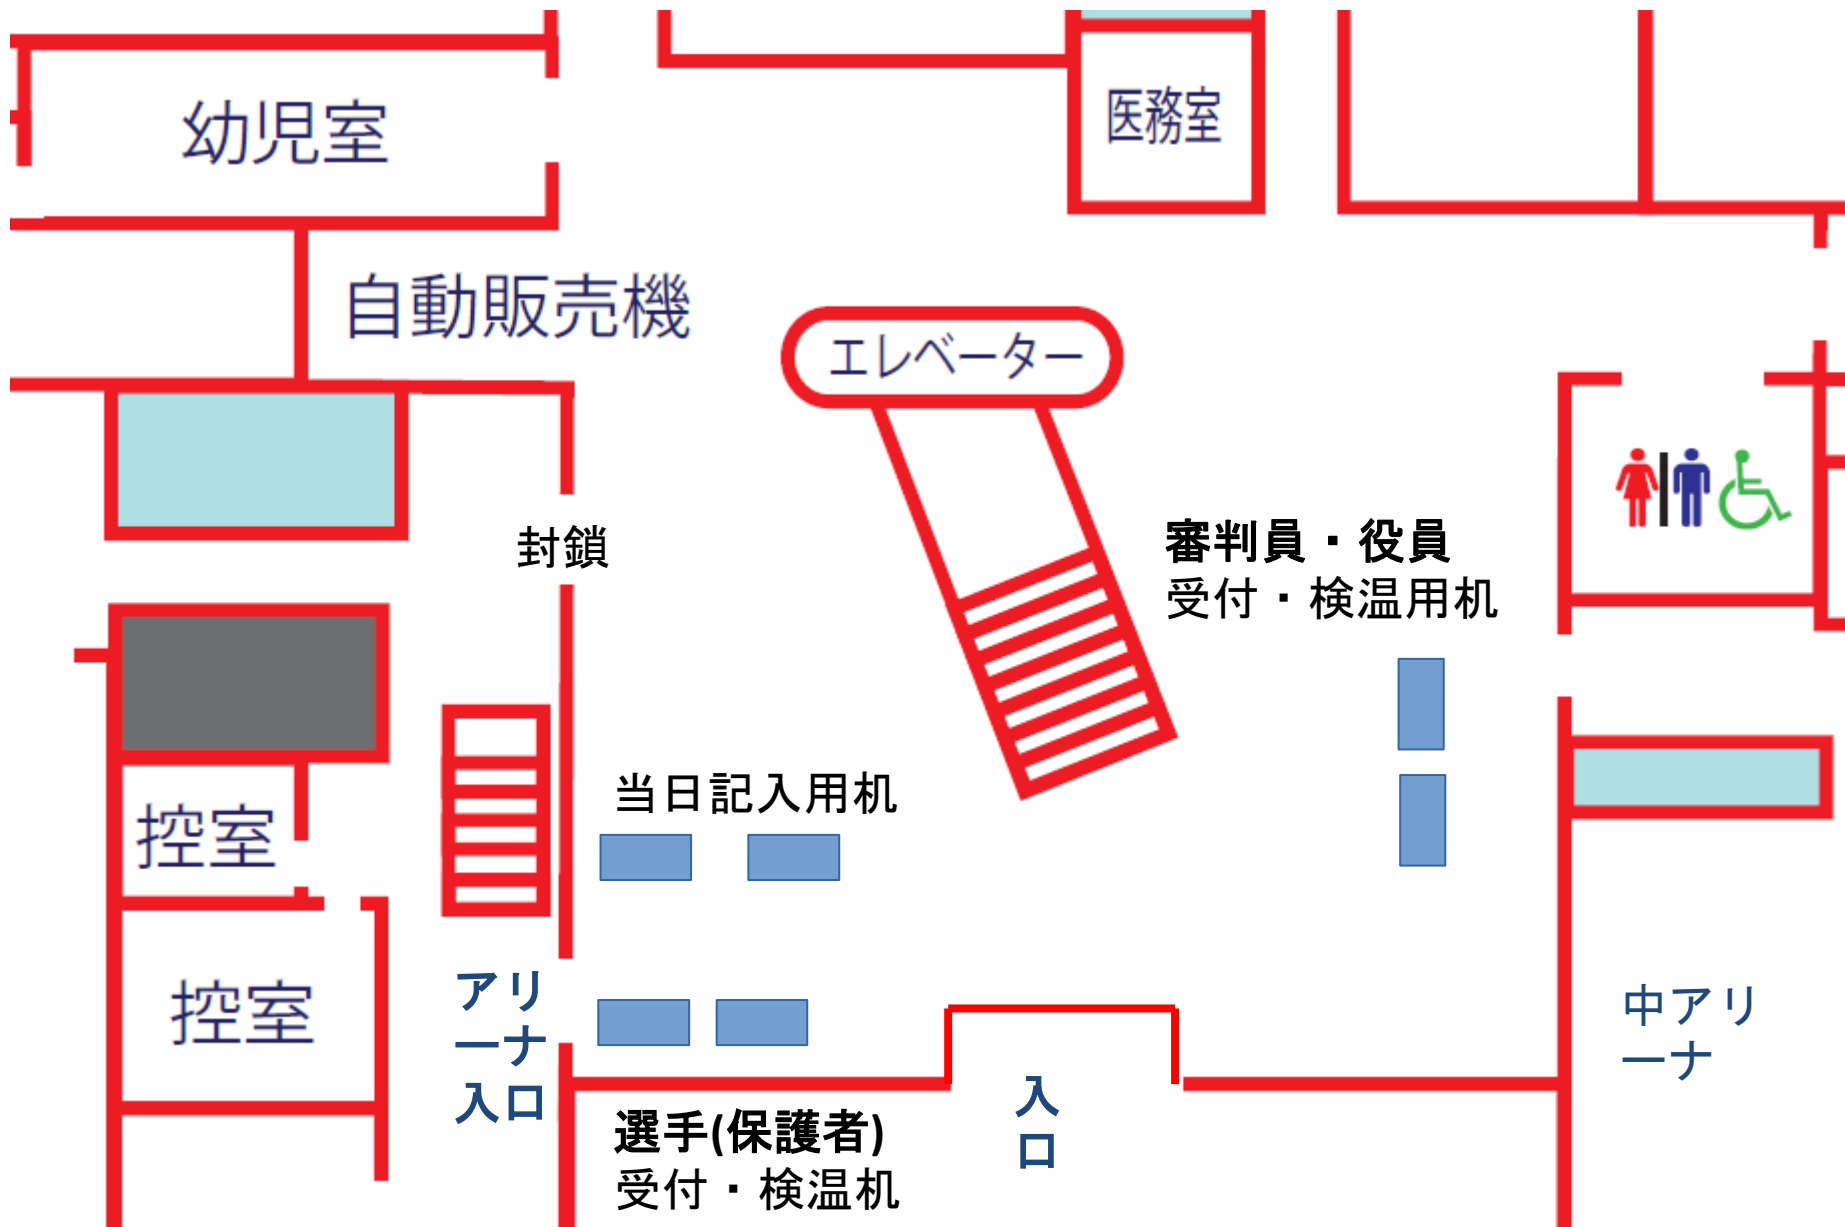 幼児室
医務室
自動販売機
エレベーター
封鎖
審判員・役員
受付・検温用机
当日記入用机
控室
控室
アリ
ーナ
入口
中アリ
ーナ
入
口
選手(保護者)
受付・検温机